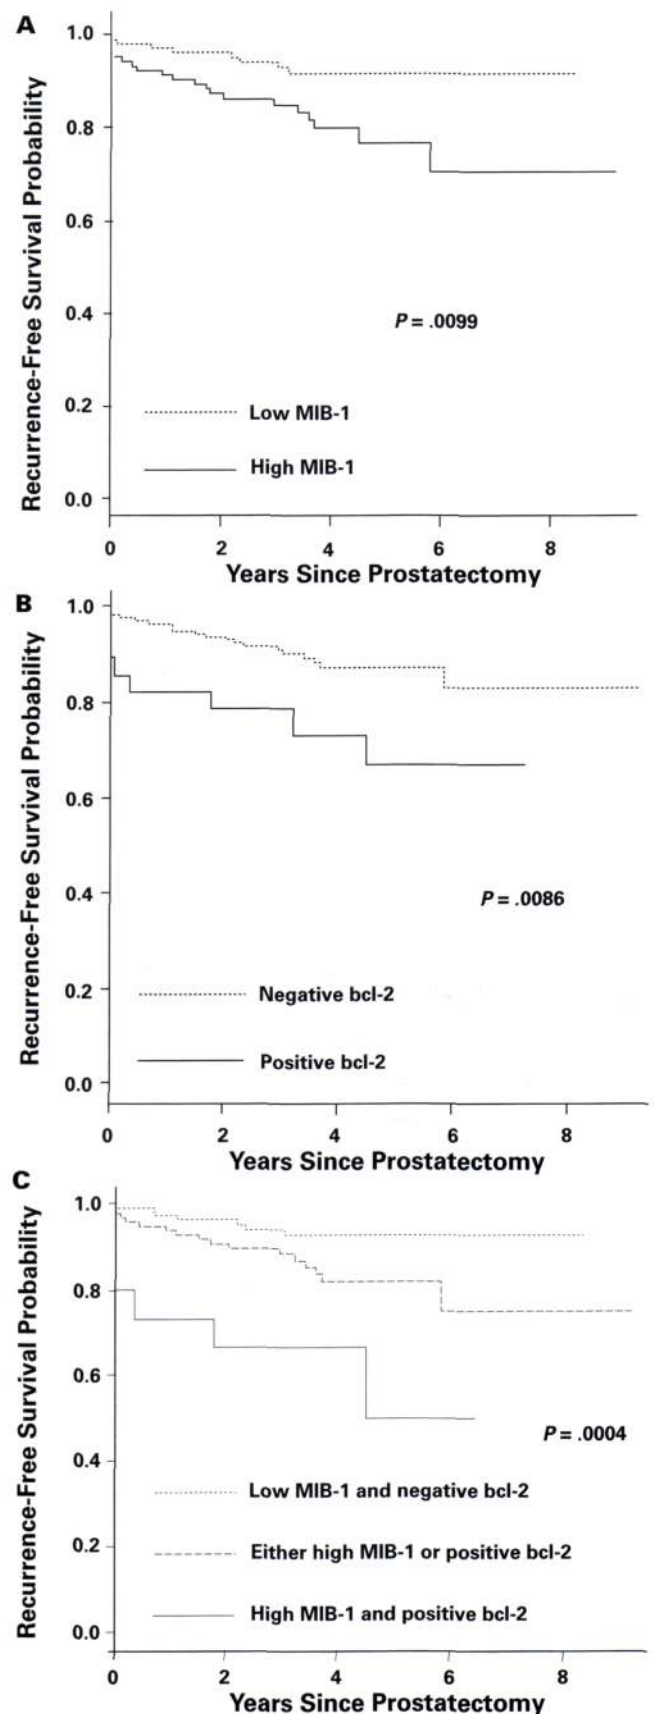 A
Recurrence-Free Survival Probability
1.0
0.8
0.6
0.4
0.2
0.0
P = .0099
Low MIB-1
High MIB-1
0 2 4 6 8
Years Since Prostatectomy
B
Recurrence-Free Survival Probability
1.0
0.8
0.6
0.4
0.2
0.0
P = .0086
Negative bcl-2
Positive bcl-2
0 2 4 6 8
Years Since Prostatectomy
C
Recurrence-Free Survival Probability
1.0
0.8
0.6
0.4
0.2
0.0
P = .0004
Low MIB-1 and negative bcl-2
Either high MIB-1 or positive bcl-2
High MIB-1 and positive bcl-2
0 2 4 6 8
Years Since Prostatectomy